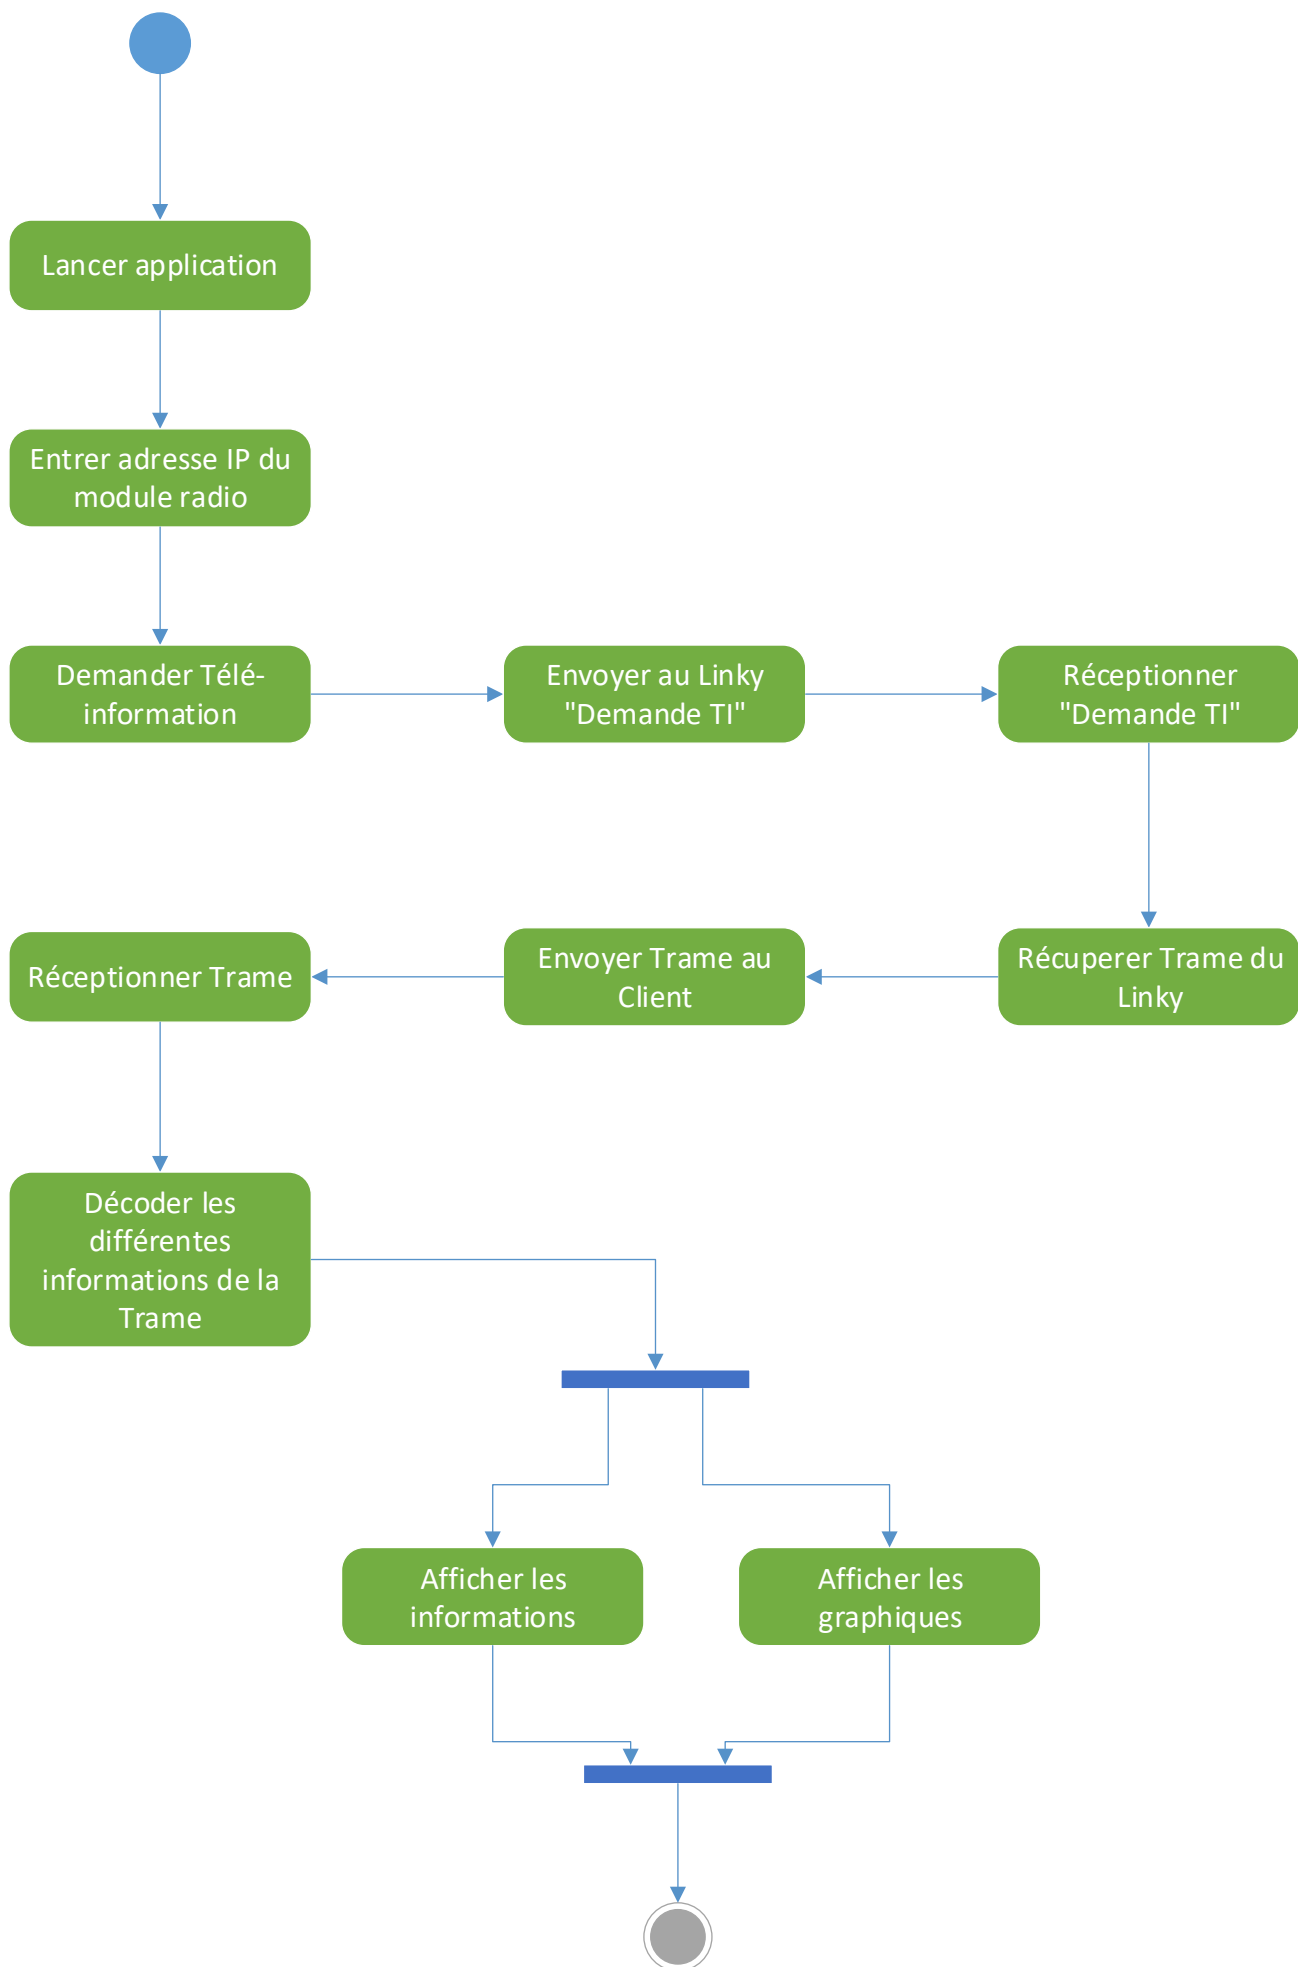 Lancer application
Entrer adresse IP du
module radio
Demander Télé-
information
Envoyer au Linky
"Demande TI"
Réceptionner
"Demande TI"
Réceptionner Trame
Envoyer Trame au
Client
Récuperer Trame du
Linky
Décoder les
différentes
informations de la
Trame
Afficher les
informations
Afficher les
graphiques